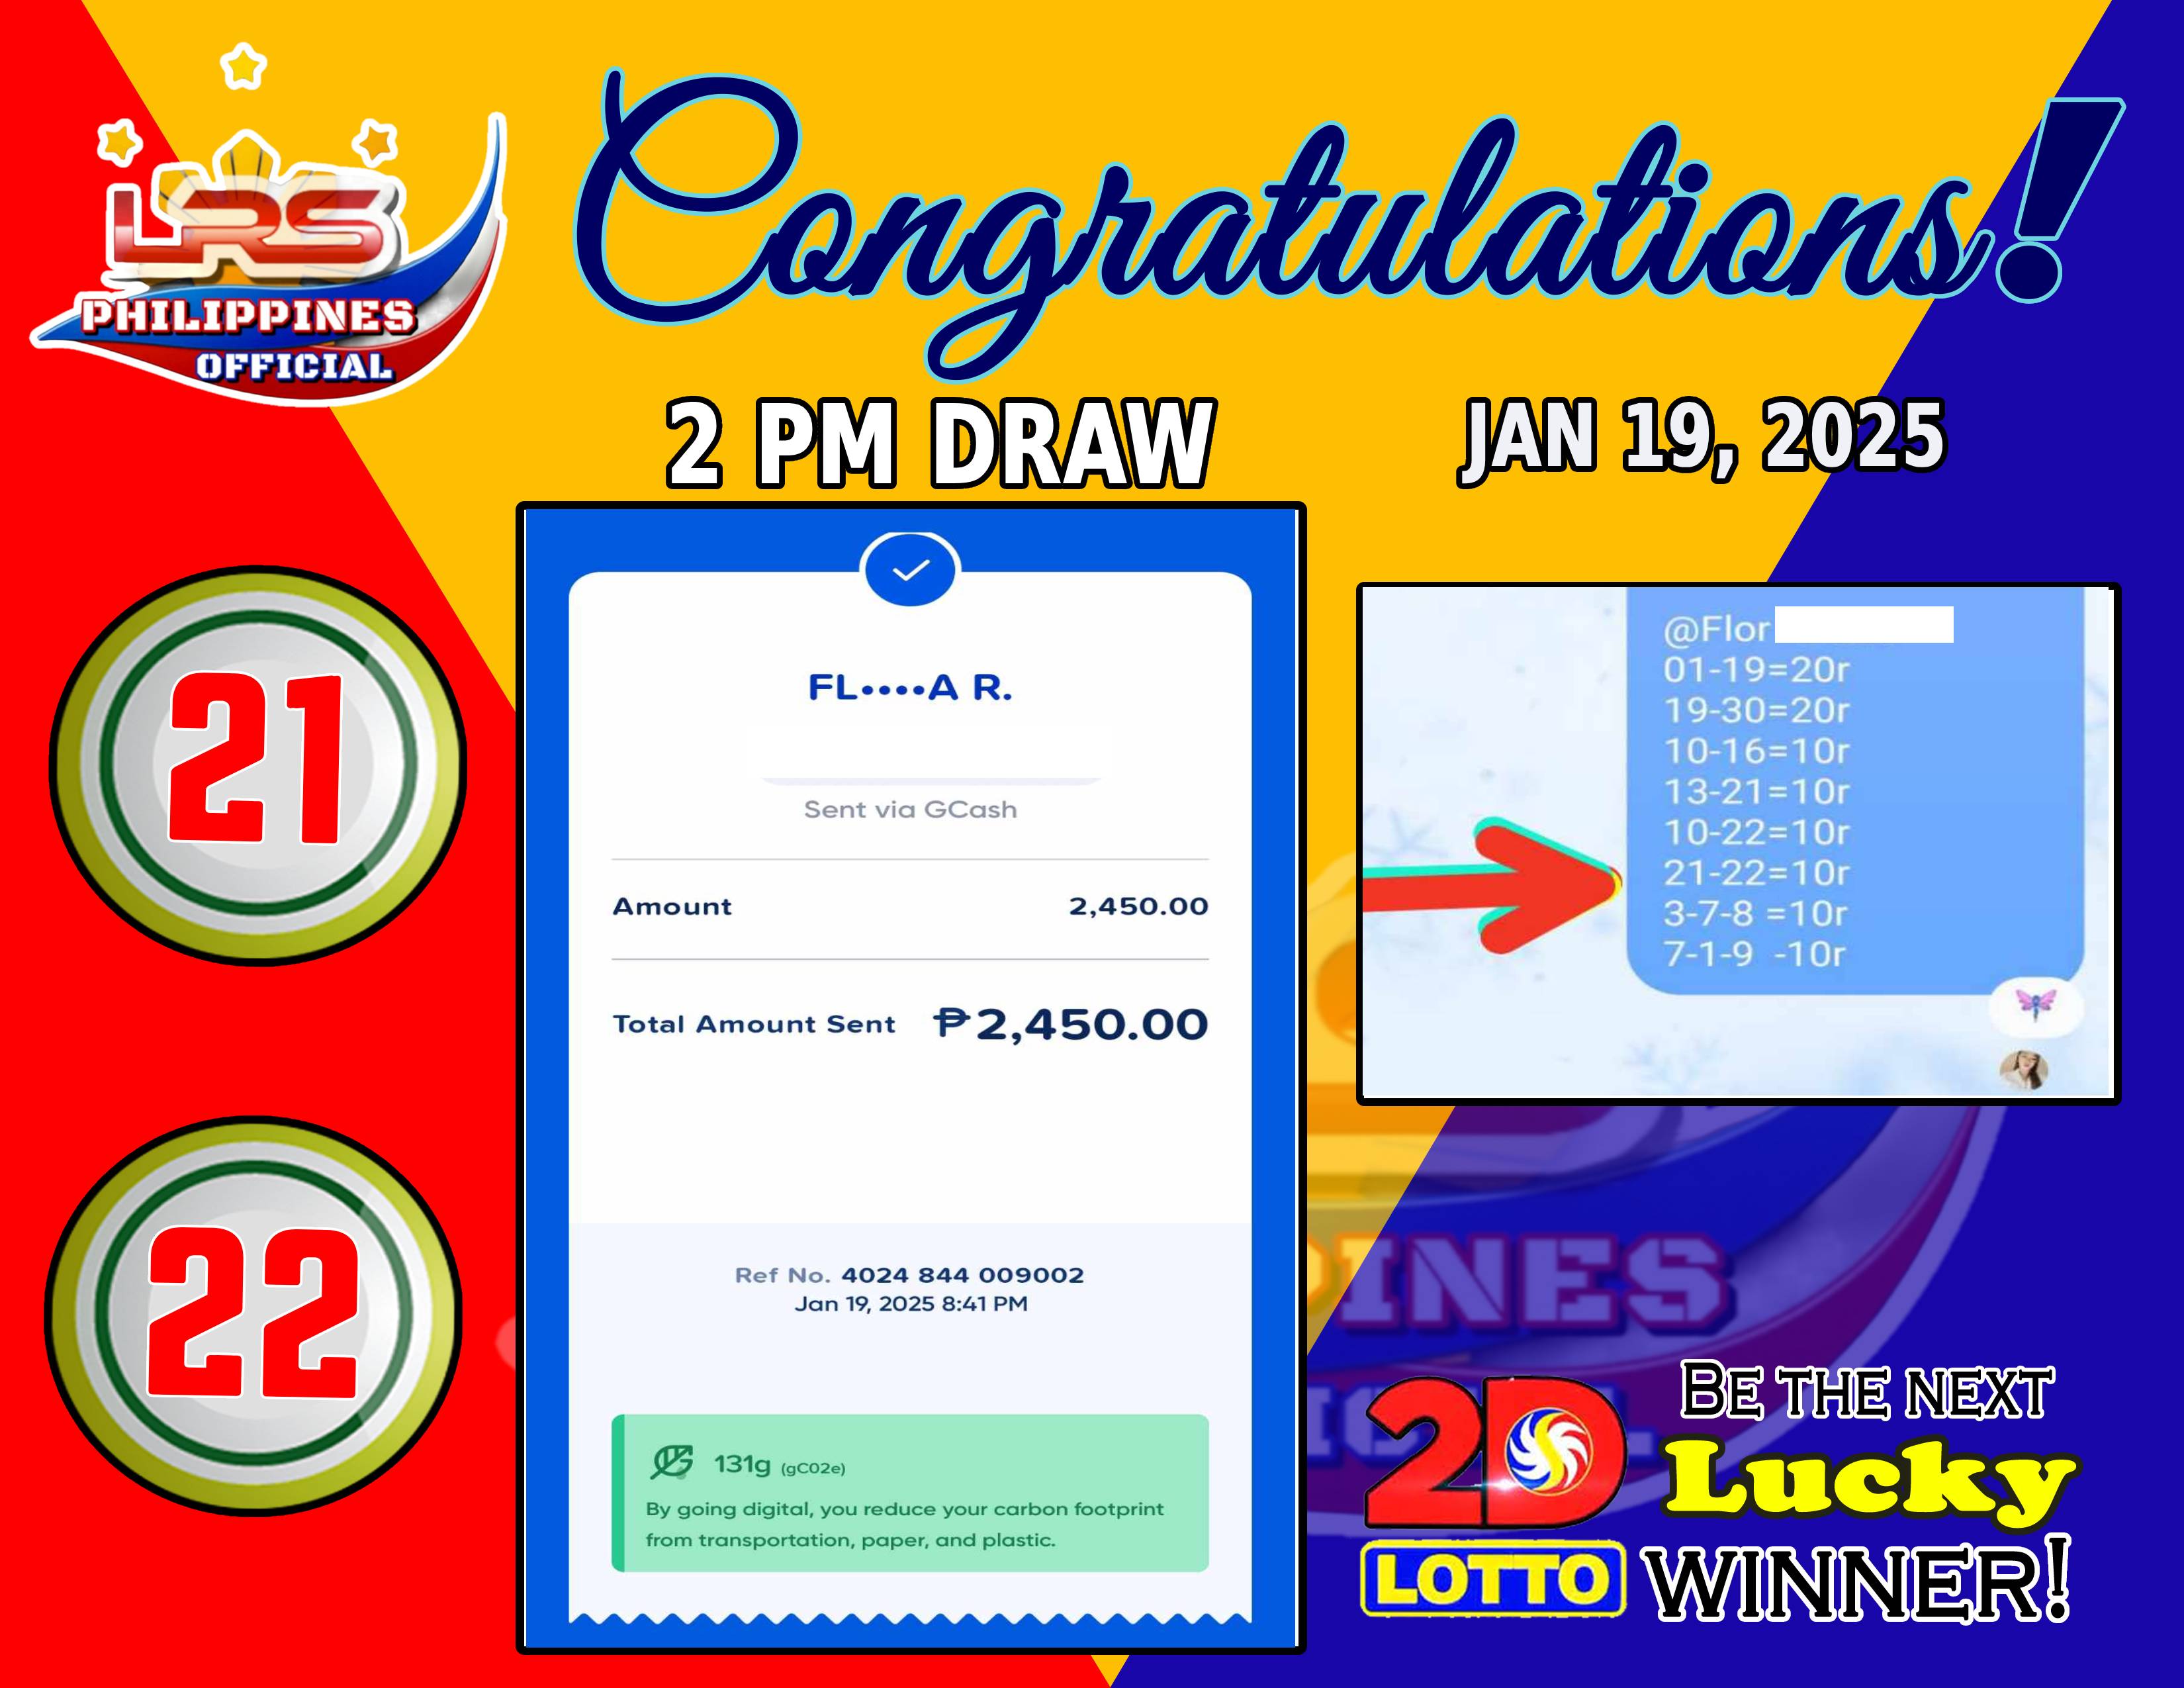 LRS
PHILIPPINES
OFFICIAL
Congratulations!
2 PM DRAW
JAN 19, 2025
21
22
FL••••A R.
Sent via GCash
Amount 2,450.00
Total Amount Sent ₱2,450.00
Ref No. 4024 844 009002
Jan 19, 2025 8:41 PM
131g (gCO2e)
By going digital, you reduce your carbon footprint
from transportation, paper, and plastic.
@Flor
01-19=20r
19-30=20r
10-16=10r
13-21=10r
10-22=10r
21-22=10r
3-7-8 =10r
7-1-9 -10r
PINES
2D
LOTTO
BE THE NEXT
Lucky
WINNER!